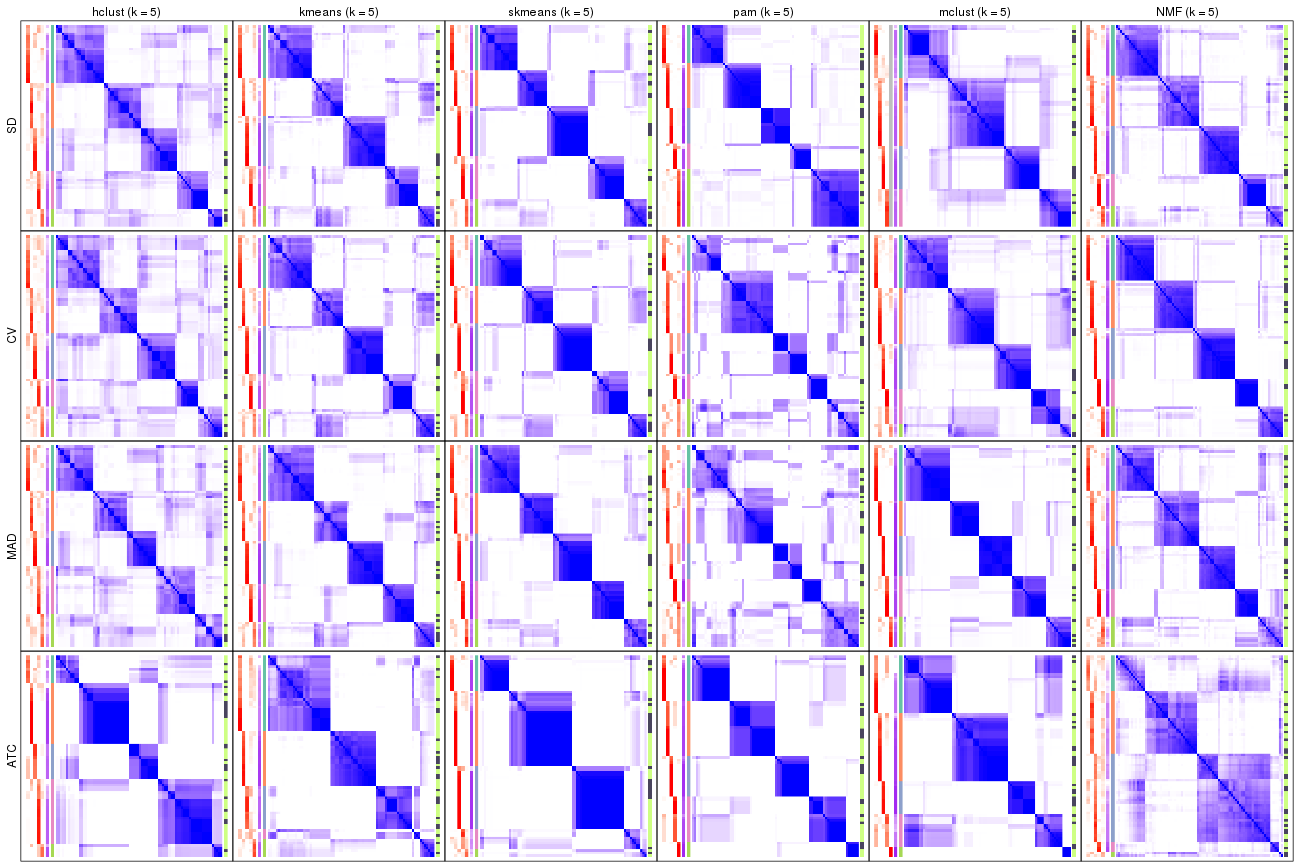 hclust (k = 5) kmeans (k = 5) skmeans (k = 5) pam (k = 5) mclust (k = 5) NMF (k = 5)
SD
CV
MAD
ATC